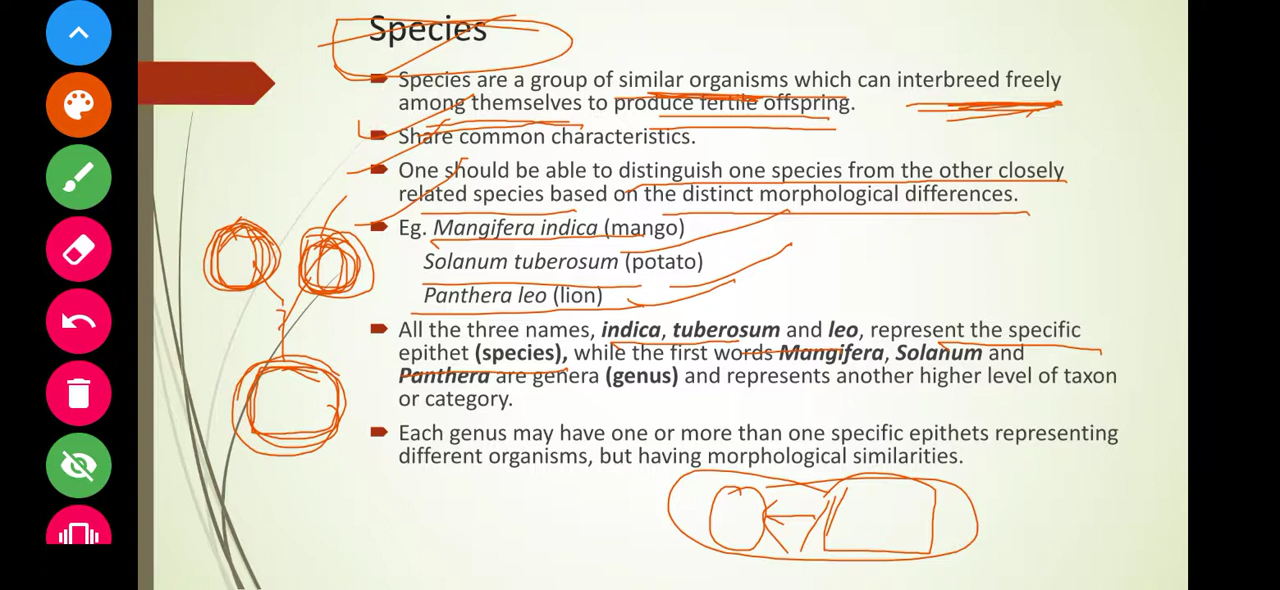 Species
Species are a group of similar organisms which can interbreed freely
among themselves to produce fertile offspring.
Share common characteristics.
One should be able to distinguish one species from the other closely
related species based on the distinct morphological differences.
Eg. Mangifera indica (mango)
Solanum tuberosum (potato)
Panthera leo (lion)
All the three names, indica, tuberosum and leo, represent the specific
epithet (species), while the first words Mangifera, Solanum and
Panthera are genera (genus) and represents another higher level of taxon
or category.
Each genus may have one or more than one specific epithets representing
different organisms, but having morphological similarities.